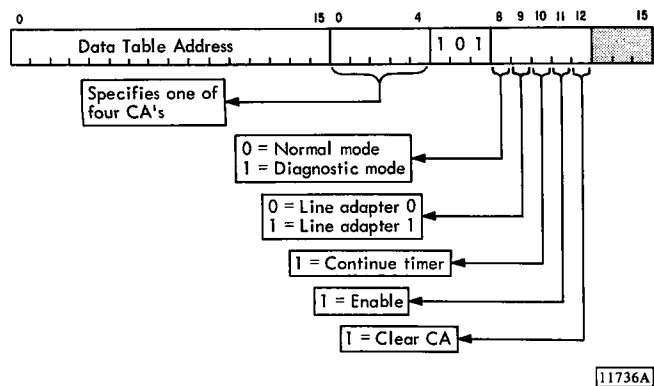 0 15 0 4 8 9 10 11 12 15
Data Table Address 1 0 1
Specifies one of
four CA's
0 = Normal mode
1 = Diagnostic mode
0 = Line adapter 0
1 = Line adapter 1
1 = Continue timer
1 = Enable
1 = Clear CA
11736A